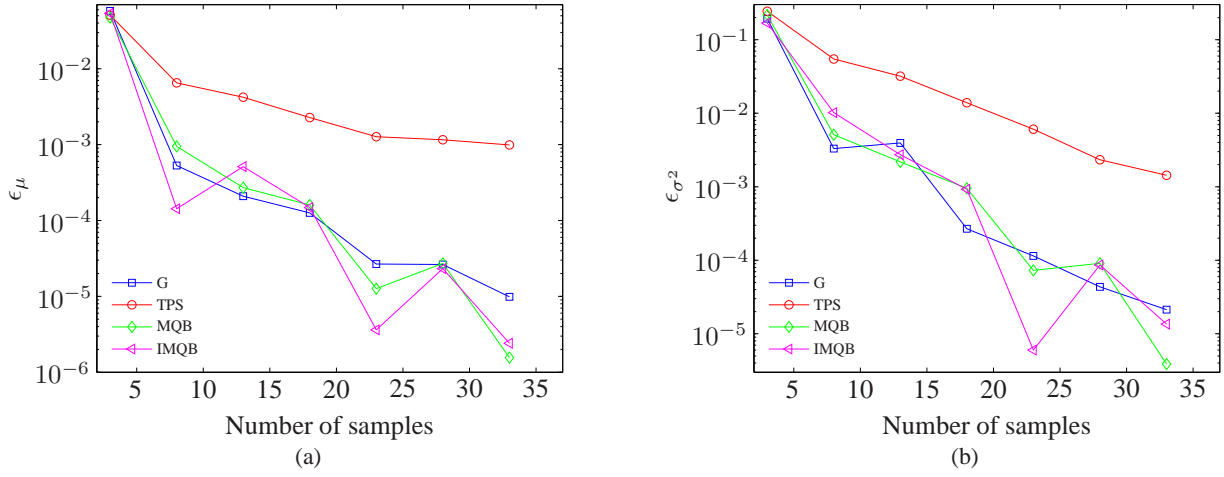 10⁻²
10⁻³
10⁻⁴
10⁻⁵
10⁻⁶
ϵ_μ
G
TPS
MQB
IMQB
5 10 15 20 25 30 35
Number of samples
(a)
10⁻¹
10⁻²
10⁻³
10⁻⁴
10⁻⁵
ϵ_σ²
G
TPS
MQB
IMQB
5 10 15 20 25 30 35
Number of samples
(b)